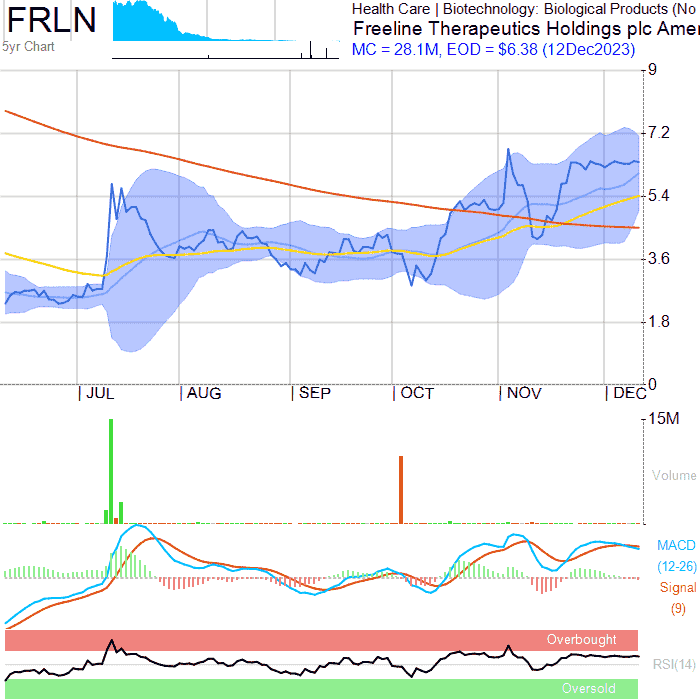 FRLN
5yr Chart
Health Care | Biotechnology: Biological Products (No
Freeline Therapeutics Holdings plc Amer
MC = 28.1M, EOD = $6.38 (12Dec2023)
9
7.2
5.4
3.6
1.8
0
| JUL | AUG | SEP | OCT | NOV | DEC
15M
Volume
MACD
(12-26)
Signal
(9)
Overbought
RSI(14)
Oversold